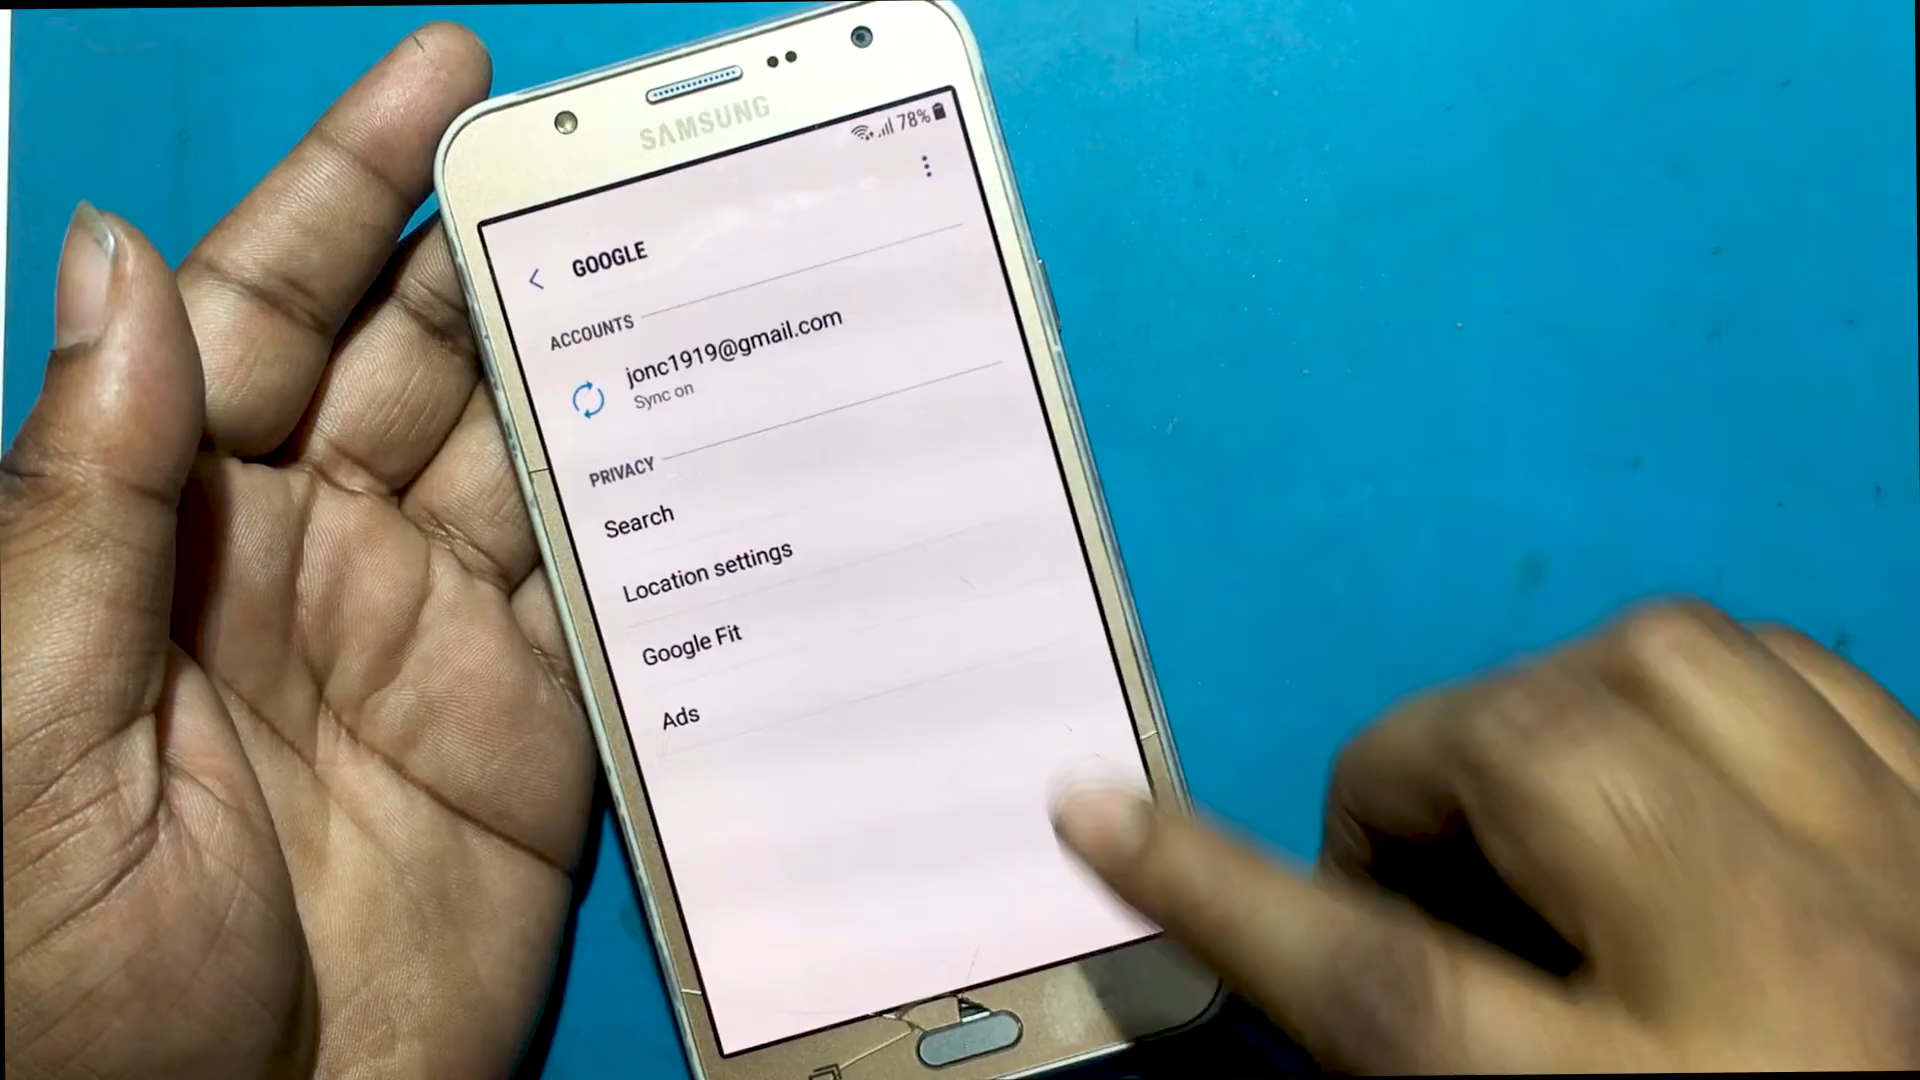 SAMSUNG
78%
GOOGLE
ACCOUNTS
jonc1919@gmail.com
Sync on
PRIVACY
Search
Location settings
Google Fit
Ads